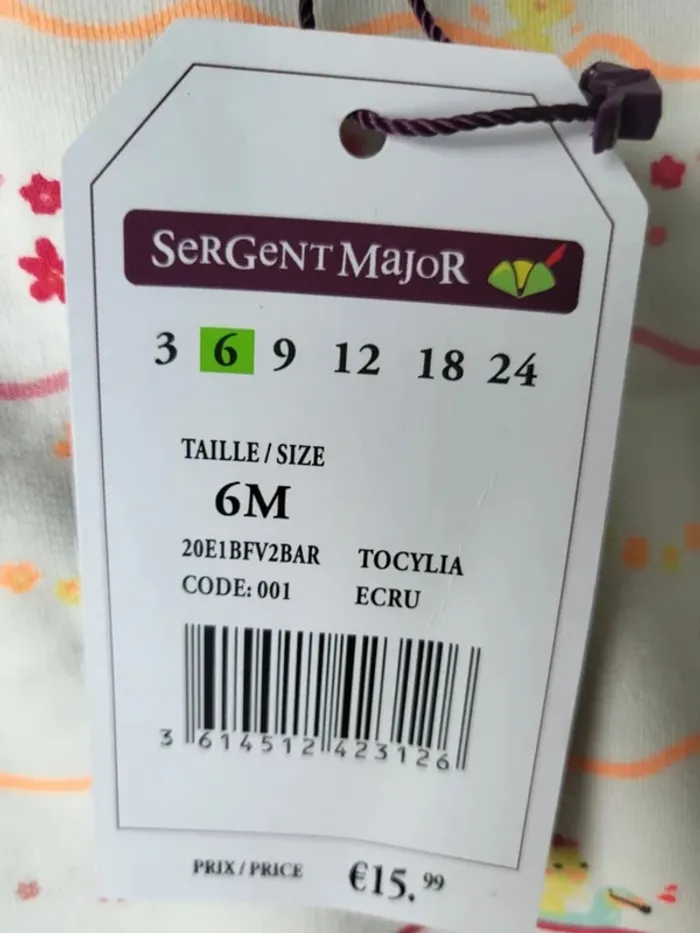 SeRGeNT MaJoR
3 6 9 12 18 24
TAILLE / SIZE
6M
20E1BFV2BAR TOCYLIA
CODE: 001 ECRU
3 614512 423126
PRIX / PRICE €15.99